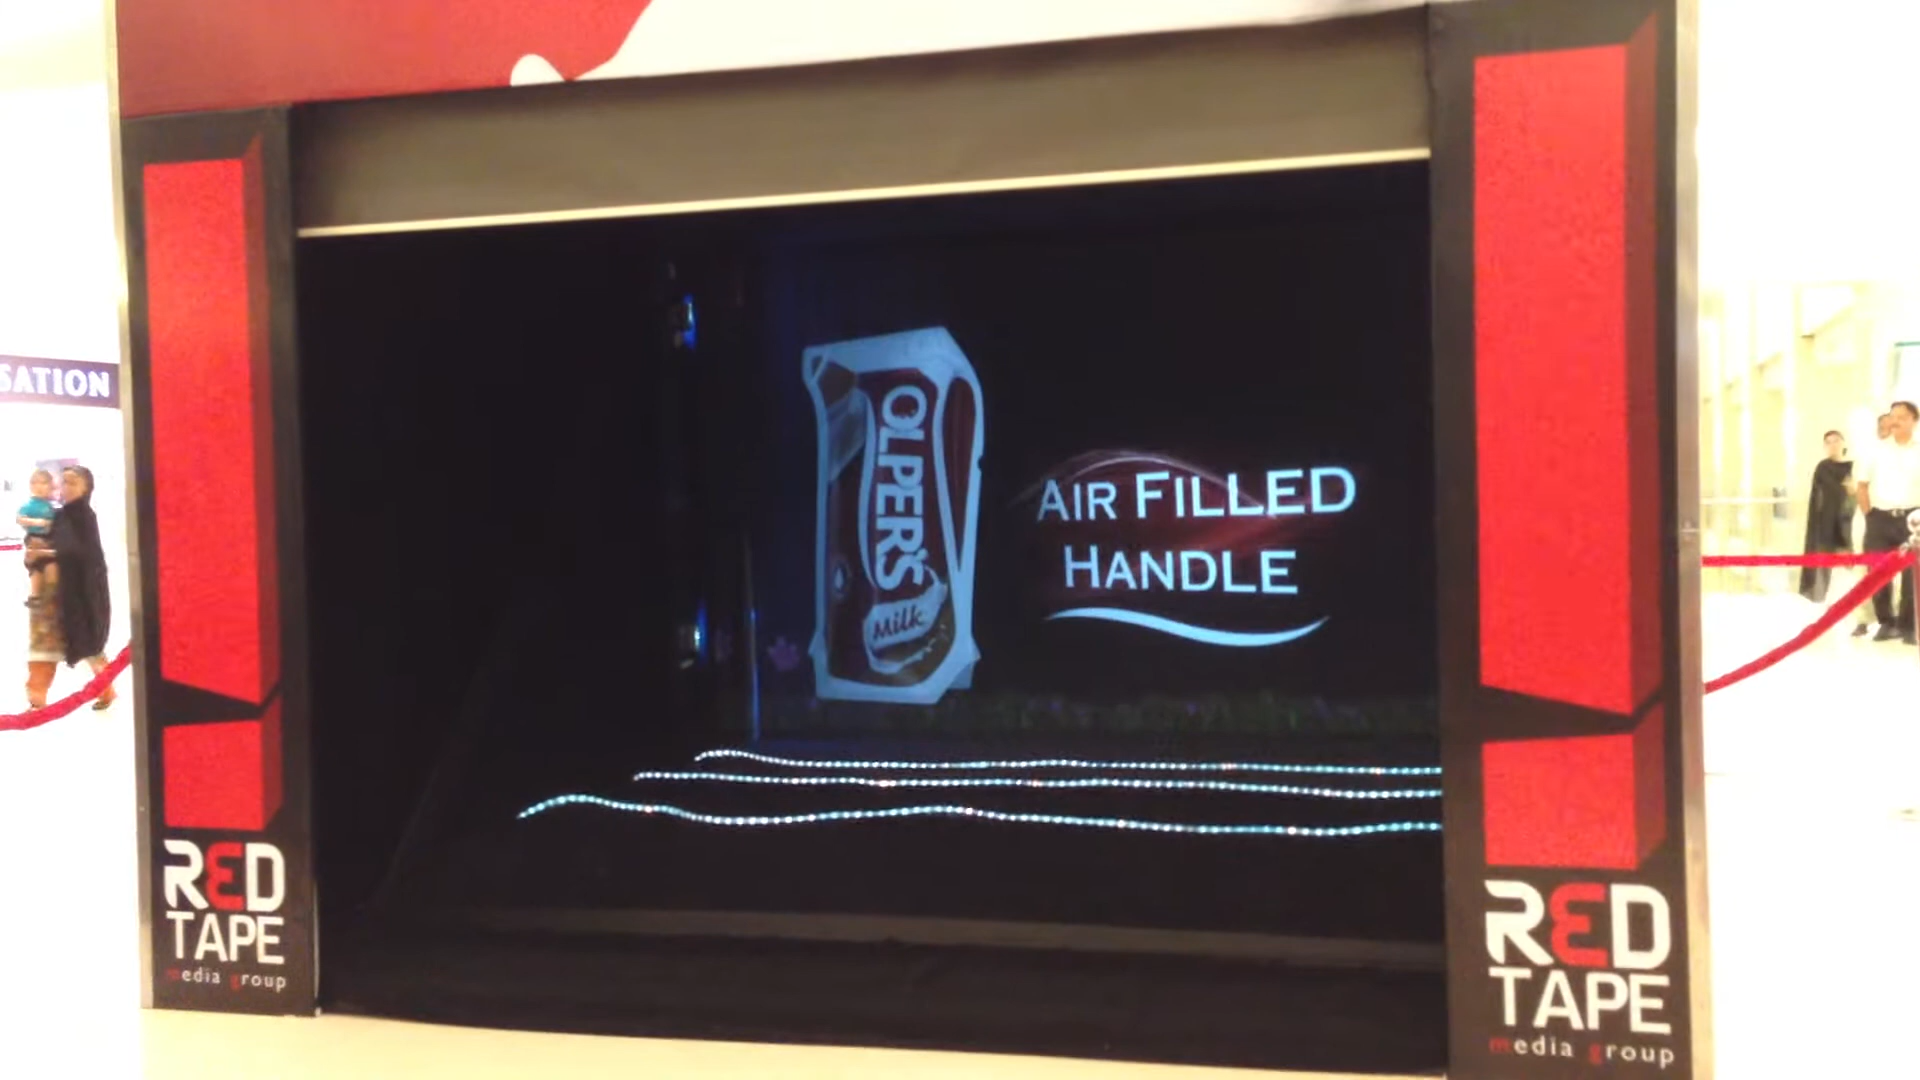 SATION
OLPER'S
Milk
AIR FILLED
HANDLE
RED
TAPE
media group
RED
TAPE
media group